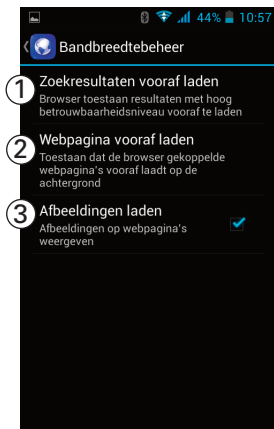 44% 10:57
Bandbreedtebeheer
1 Zoekresultaten vooraf laden
Browser toestaan resultaten met hoog
betrouwbaarheidsniveau vooraf te laden
2 Webpagina vooraf laden
Toestaan dat de browser gekoppelde
webpagina's vooraf laadt op de
achtergrond
3 Afbeeldingen laden
Afbeeldingen op webpagina's
weergeven